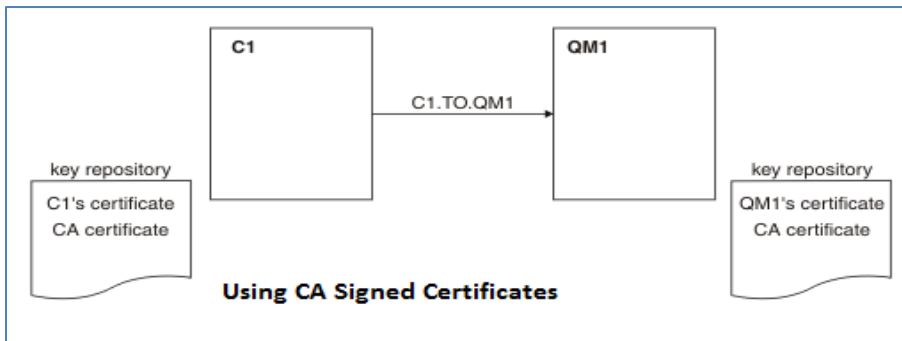 C1
QM1
C1.TO.QM1
key repository
C1's certificate
CA certificate
key repository
QM1's certificate
CA certificate
Using CA Signed Certificates